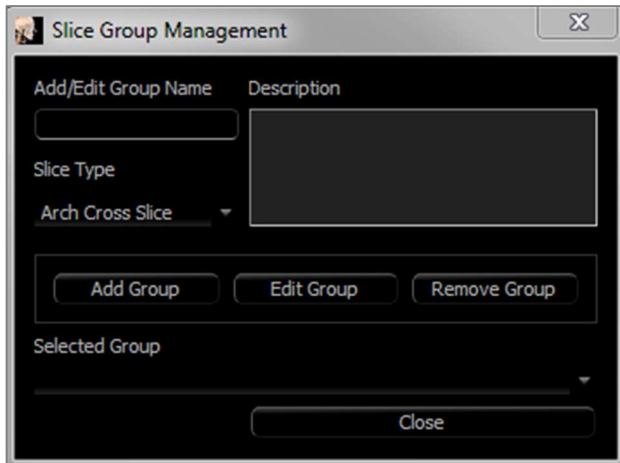 Slice Group Management
Add/Edit Group Name Description
Slice Type
Arch Cross Slice
Add Group Edit Group Remove Group
Selected Group
Close